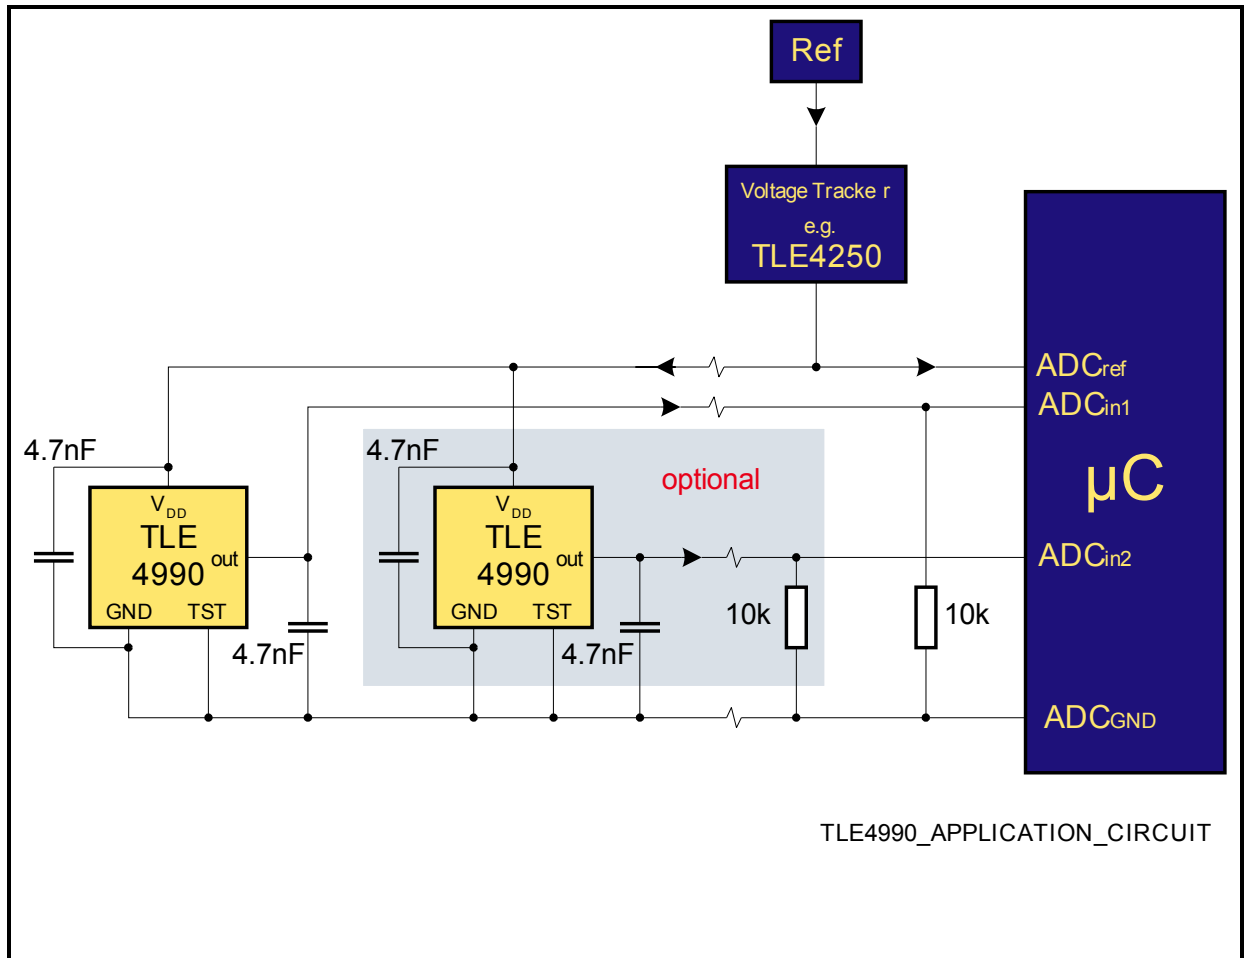 Ref
Voltage Tracke r
e.g.
TLE4250
ADCref
ADCin1
4.7nF
4.7nF
optional
µC
VDD
TLE
4990
out
GND
TST
VDD
TLE
4990
out
GND
TST
ADCin2
10k
10k
4.7nF
4.7nF
ADCGND
TLE4990_APPLICATION_CIRCUIT